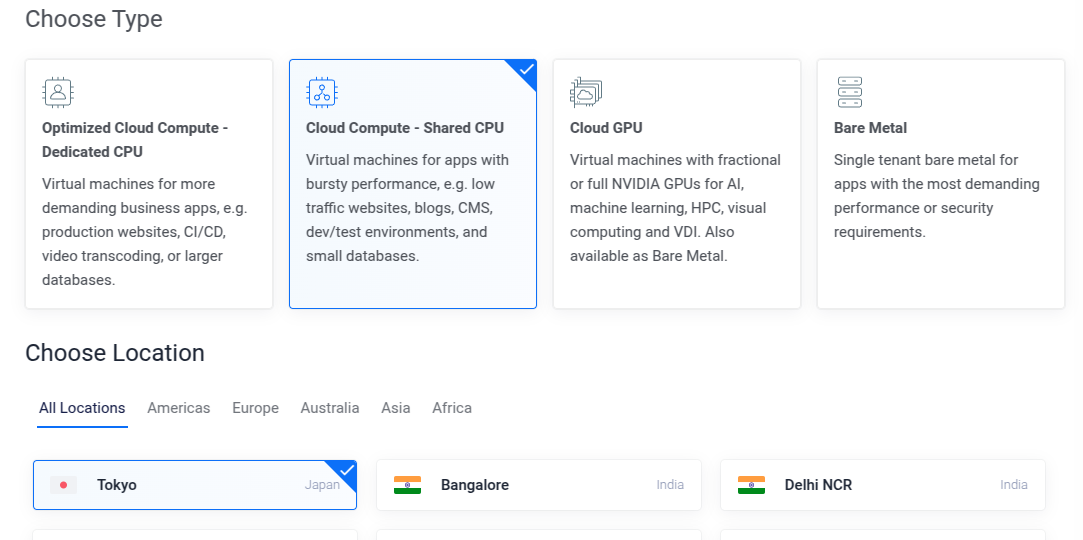 Choose Type
Optimized Cloud Compute -
Dedicated CPU
Virtual machines for more
demanding business apps, e.g.
production websites, CI/CD,
video transcoding, or larger
databases.
Cloud Compute - Shared CPU
Virtual machines for apps with
bursty performance, e.g. low
traffic websites, blogs, CMS,
dev/test environments, and
small databases.
Cloud GPU
Virtual machines with fractional
or full NVIDIA GPUs for AI,
machine learning, HPC, visual
computing and VDI. Also
available as Bare Metal.
Bare Metal
Single tenant bare metal for
apps with the most demanding
performance or security
requirements.
Choose Location
All Locations Americas Europe Australia Asia Africa
Tokyo Japan
Bangalore India
Delhi NCR India